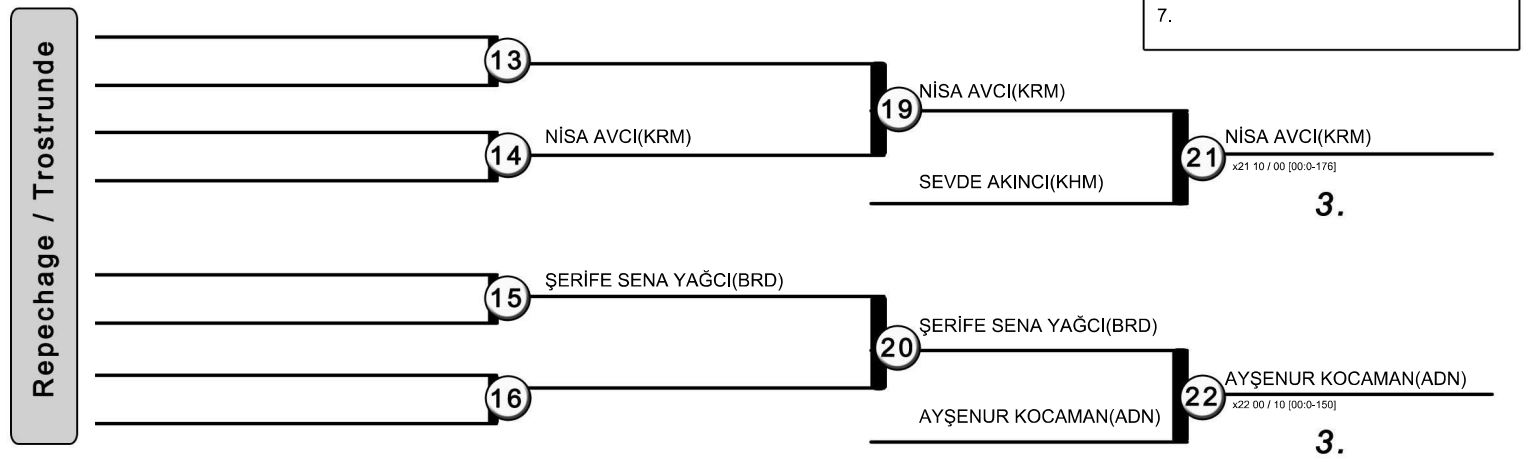 7.
Repechage / Trostrunde
13
NİSA AVCI(KRM)
19
NİSA AVCI(KRM)
14
NİSA AVCI(KRM)
21
x21 10 / 00 [00:0-176]
SEVDE AKINCI(KHM)
3.
ŞERİFE SENA YAĞCI(BRD)
15
ŞERİFE SENA YAĞCI(BRD)
20
AYŞENUR KOCAMAN(ADN)
16
22
x22 00 / 10 [00:0-150]
AYŞENUR KOCAMAN(ADN)
3.